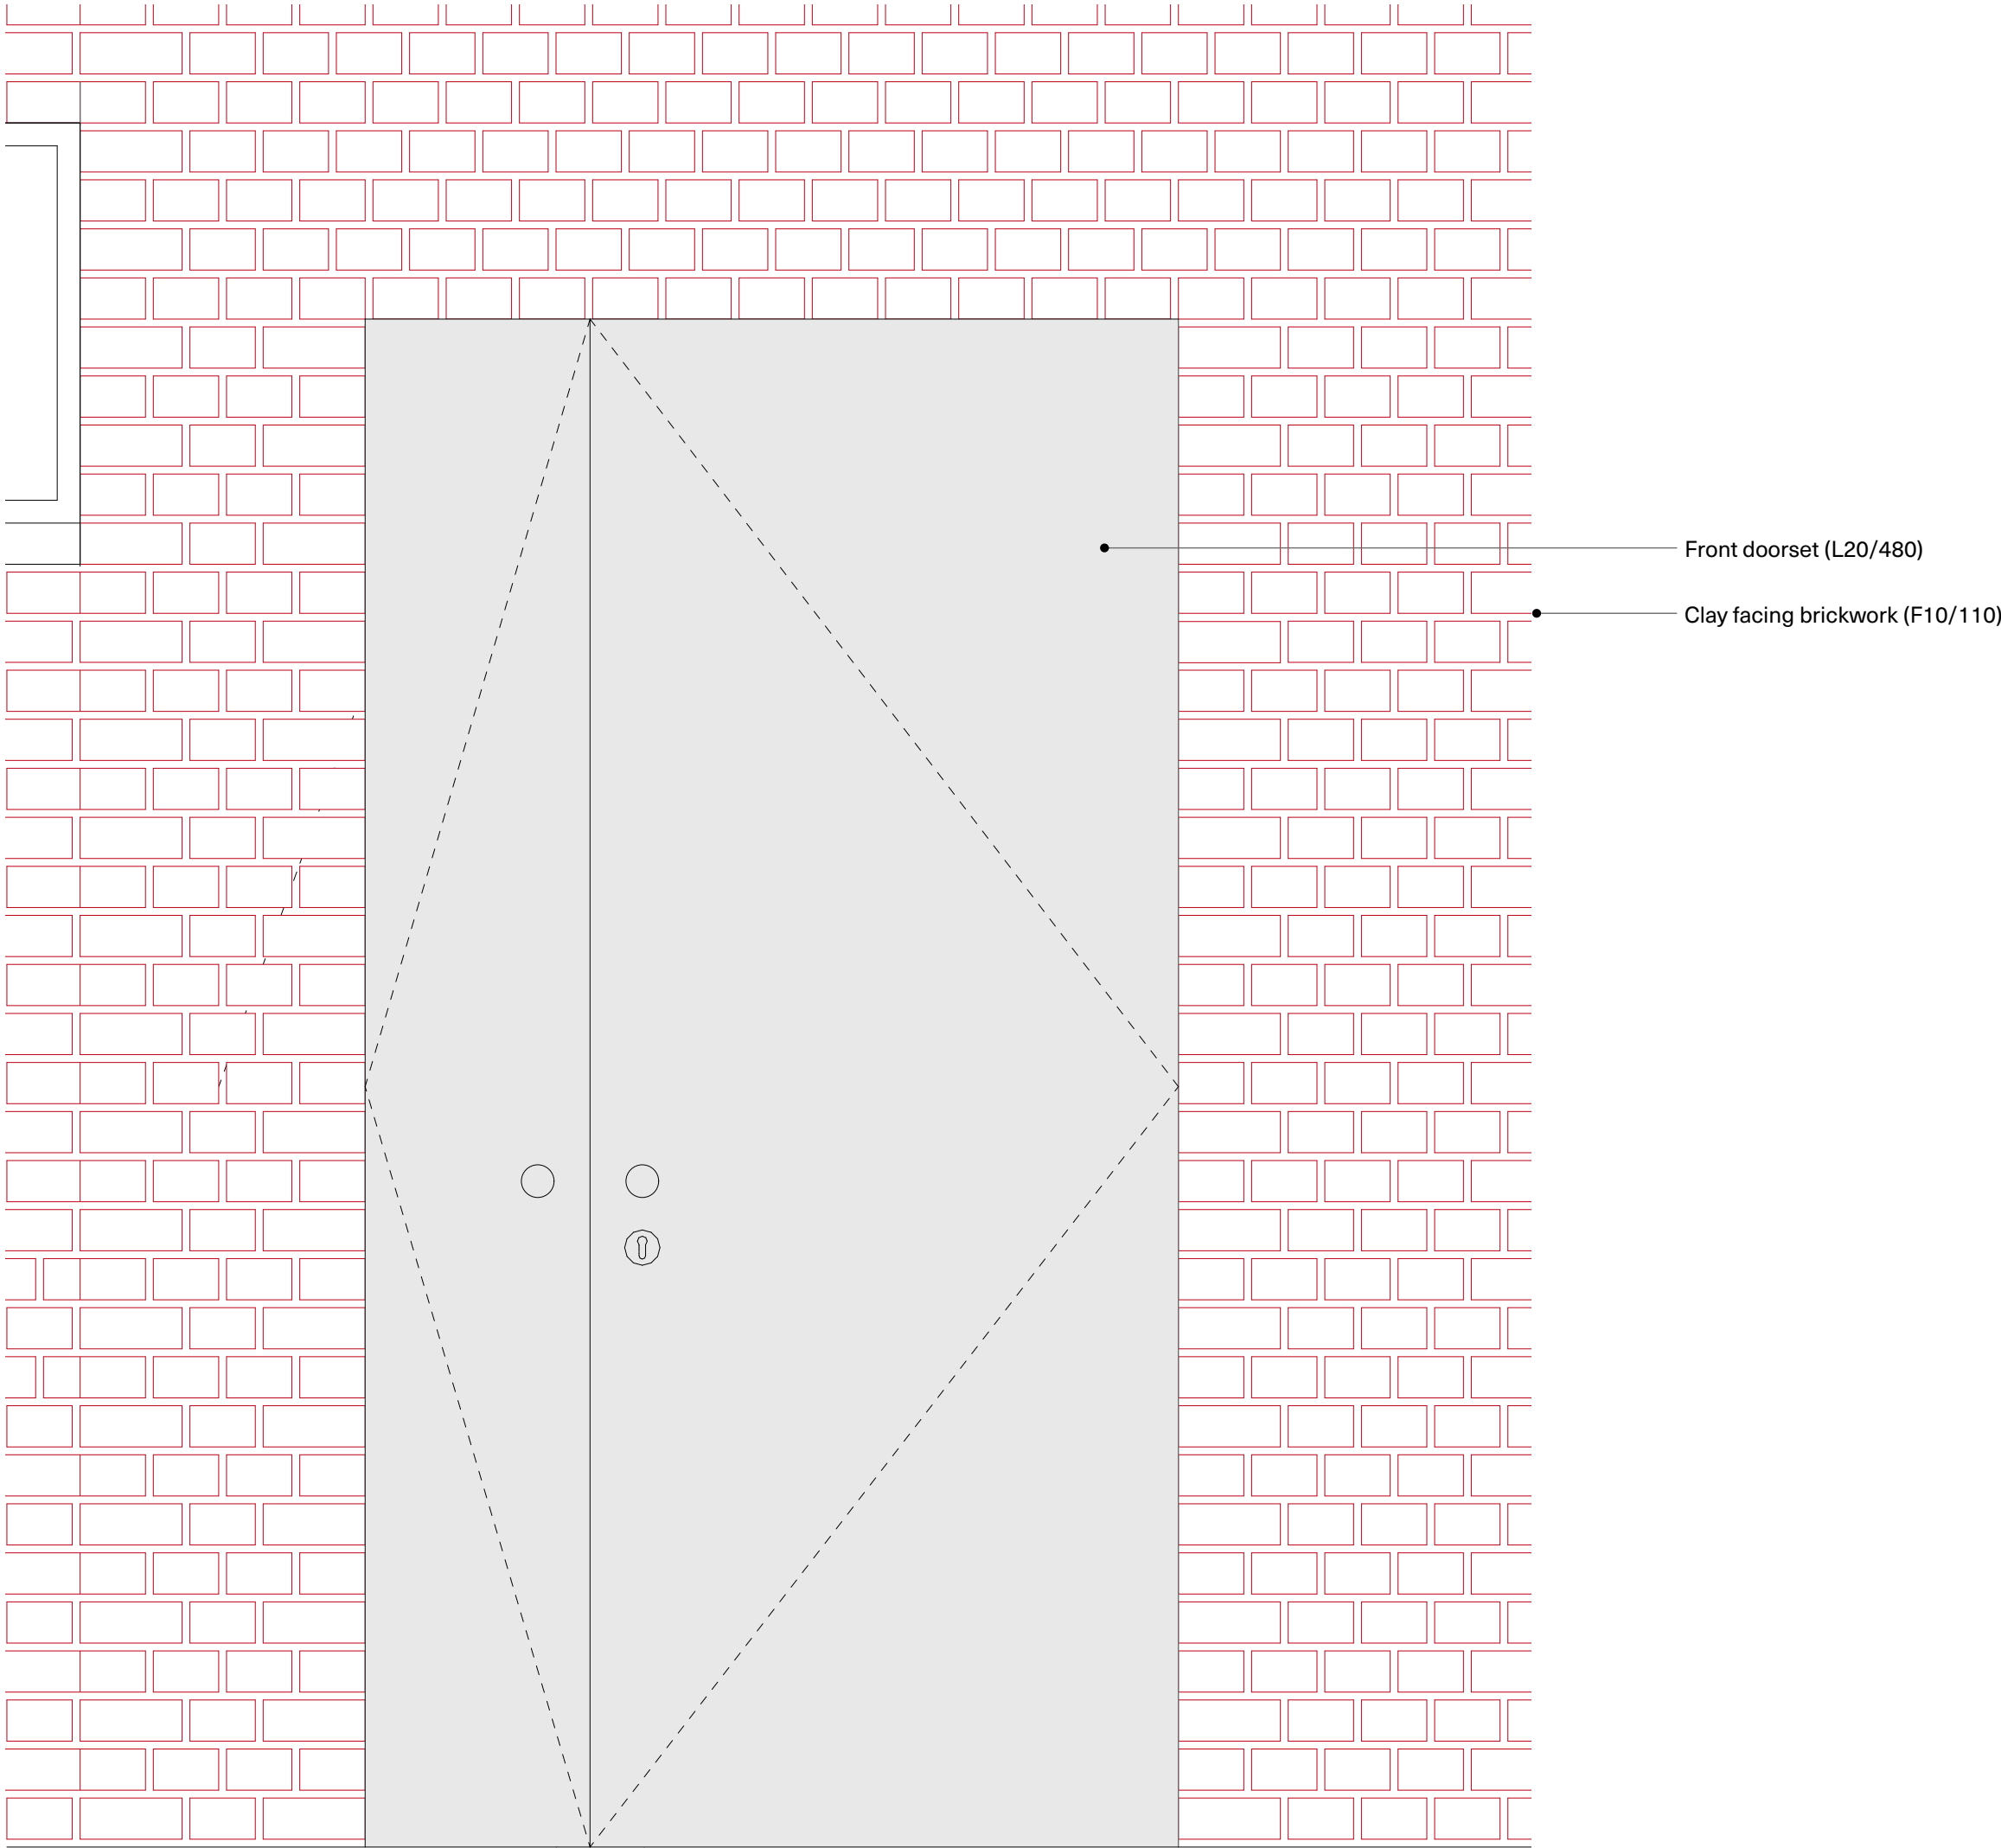 Front doorset (L20/480)
Clay facing brickwork (F10/110)